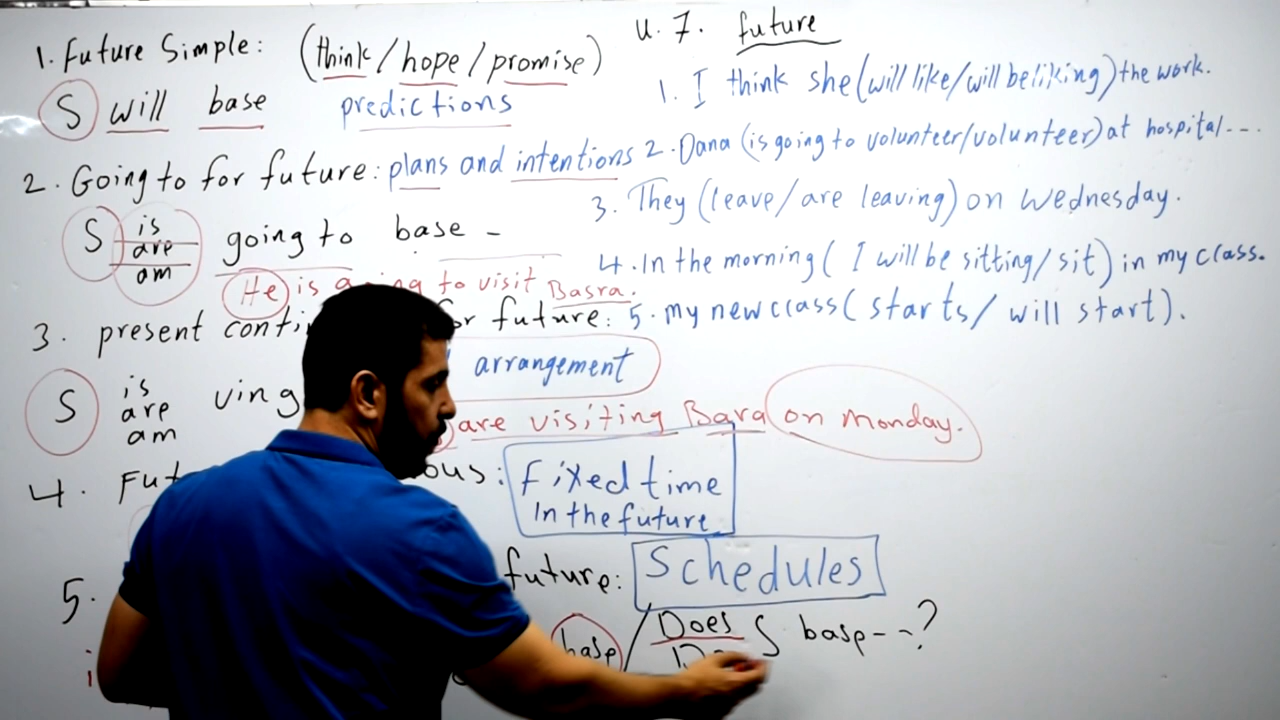 u. 7. future
1. Future Simple: (think/hope/promise)
S will base predictions
2. Going to for future: plans and intentions
S is
are
am
going to base -
He is going to visit Basra.
3. present for future:
arrangement
S is
are
am
ving
are visiting Bara on monday.
4. Fut ous: Fixed time
In the future
5. future: Schedules
base / Does S base--?
1. I think she (will like/will be liking) the work.
2. Dana (is going to volunteer/volunteer) at hospital---
3. They (leave/are leaving) on Wednesday.
4. In the morning ( I will be sitting/sit) in my class.
5. my new class ( starts/ will start).